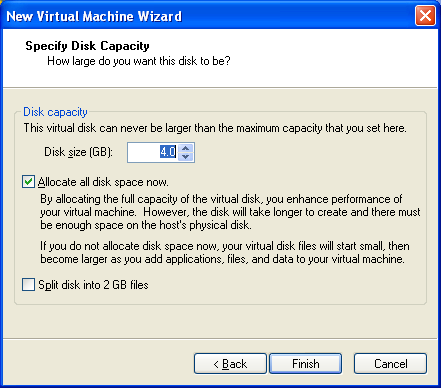 New Virtual Machine Wizard
Specify Disk Capacity
How large do you want this disk to be?
Disk capacity
This virtual disk can never be larger than the maximum capacity that you set here.
Disk size (GB): 4.0
Allocate all disk space now.
By allocating the full capacity of the virtual disk, you enhance performance of
your virtual machine. However, the disk will take longer to create and there must
be enough space on the host's physical disk.
If you do not allocate disk space now, your virtual disk files will start small, then
become larger as you add applications, files, and data to your virtual machine.
Split disk into 2 GB files
< Back Finish Cancel